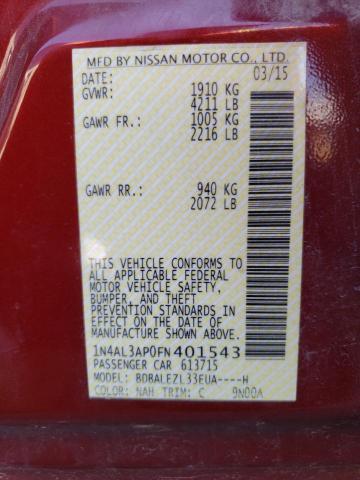 MFD BY NISSAN MOTOR CO., LTD.
DATE: 03/15
GVWR: 1910 KG
4211 LB
GAWR FR.: 1005 KG
2216 LB
GAWR RR.: 940 KG
2072 LB
THIS VEHICLE CONFORMS TO
ALL APPLICABLE FEDERAL
MOTOR VEHICLE SAFETY,
BUMPER, AND THEFT
PREVENTION STANDARDS
IN EFFECT ON THE DATE
OF MANUFACTURE SHOWN
ABOVE.
1N4AL3AP0FN401543
PASSENGER CAR 613715
MODEL: BDBALEZL33EUA----H
COLOR: NAH TRIM: C 9N00A